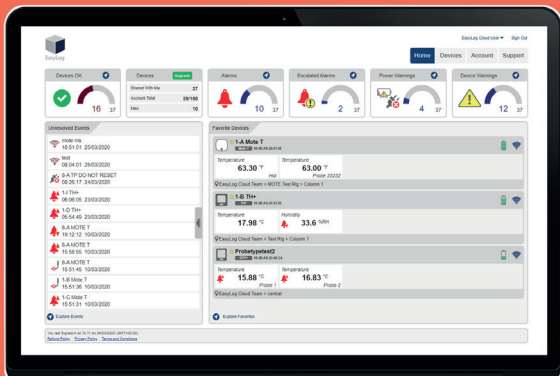 EasyLog Cloud User Sign Out
EasyLog
Home Devices Account Support
Devices Off
16 37
Devices Upgrade
Shared With Me 37
Account Total 39/100
New 10
Alarms
10 37
Escalated Alarms
2 37
Power Warnings
4 37
Device Warnings
12 37
Unresolved Events
mote ms
16:51:01 25/03/2020
test
08:04:01 25/03/2020
8-A TP DO NOT RESET
08:26:17 24/03/2020
1-I TH+
06:06:05 23/03/2020
1-D TH+
05:54:49 23/03/2020
8-A MOTE T
19:12:12 10/03/2020
8-A MOTE T
15:58:55 10/03/2020
8-A MOTE T
15:51:45 10/03/2020
1-B Mote T
15:51:36 10/03/2020
1-C Mote T
15:51:31 10/03/2020
Explore Events
Favorite Devices
1-A Mote T
Temperature Temperature
63.30 °F 63.00 °F
Hot Probe 23232
EasyLog Cloud Team > MOTE Test Rig > Column 1
1-B TH+
Temperature Humidity
17.98 °C 33.6 %RH
EasyLog Cloud Team > Test Rig > Column 1
Probetypetest2
Temperature Temperature
15.88 °C 16.83 °C
Probe 1 Probe 2
EasyLog Cloud Team > central
Explore Favorites
Refund Policy Privacy Policy Terms and Conditions